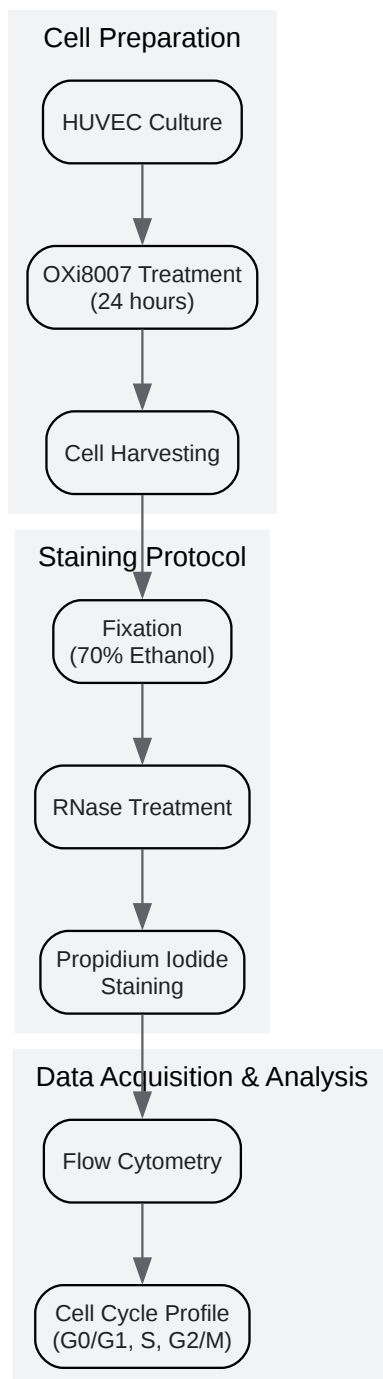 Cell Preparation
HUVEC Culture
OXi8007 Treatment
(24 hours)
Cell Harvesting
Staining Protocol
Fixation
(70% Ethanol)
RNase Treatment
Propidium Iodide
Staining
Data Acquisition & Analysis
Flow Cytometry
Cell Cycle Profile
(G0/G1, S, G2/M)